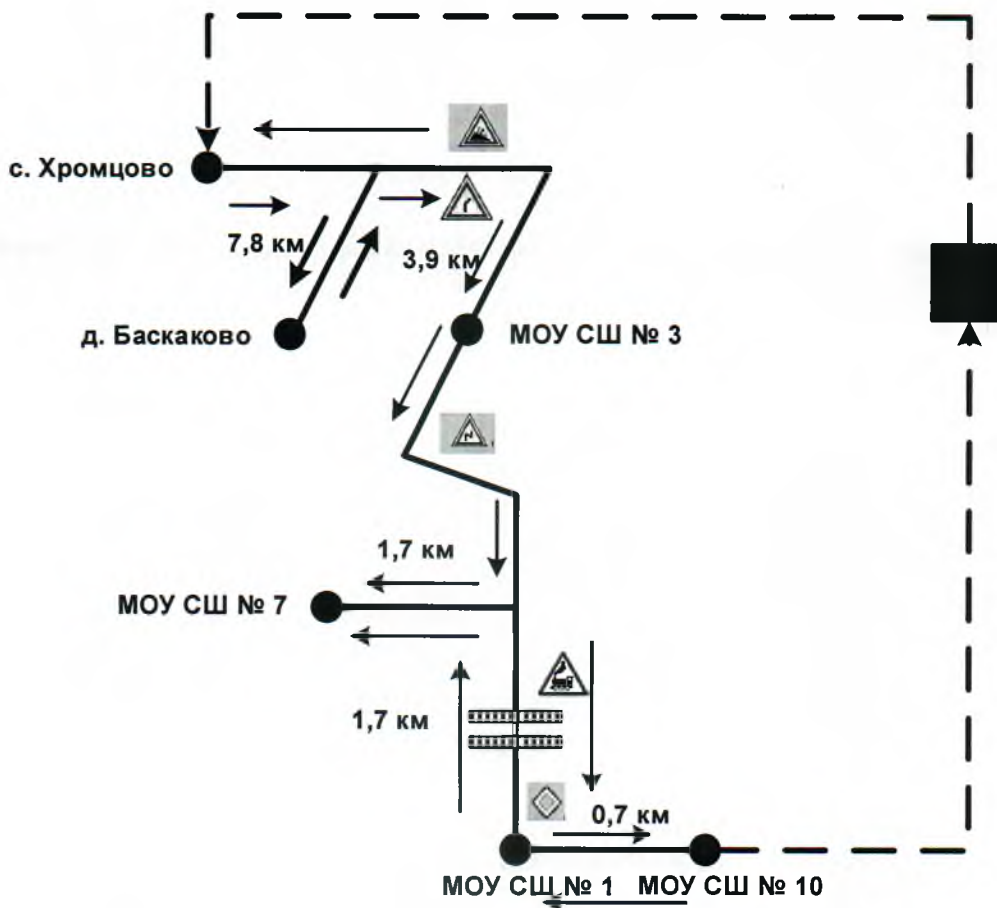 с. Хромцово
7,8 км
3,9 км
д. Баскаково
МОУ СШ № 3
1,7 км
МОУ СШ № 7
1,7 км
0,7 км
МОУ СШ № 1
МОУ СШ № 10